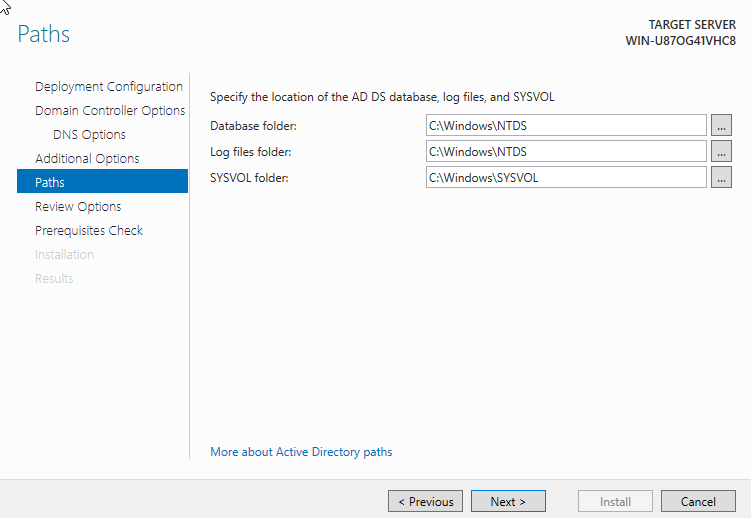 Paths
TARGET SERVER
WIN-U87OG41VHC8
Deployment Configuration
Domain Controller Options
DNS Options
Additional Options
Paths
Review Options
Prerequisites Check
Installation
Results
Specify the location of the AD DS database, log files, and SYSVOL
Database folder: C:\Windows\NTDS ...
Log files folder: C:\Windows\NTDS ...
SYSVOL folder: C:\Windows\SYSVOL ...
More about Active Directory paths
< Previous Next > Install Cancel